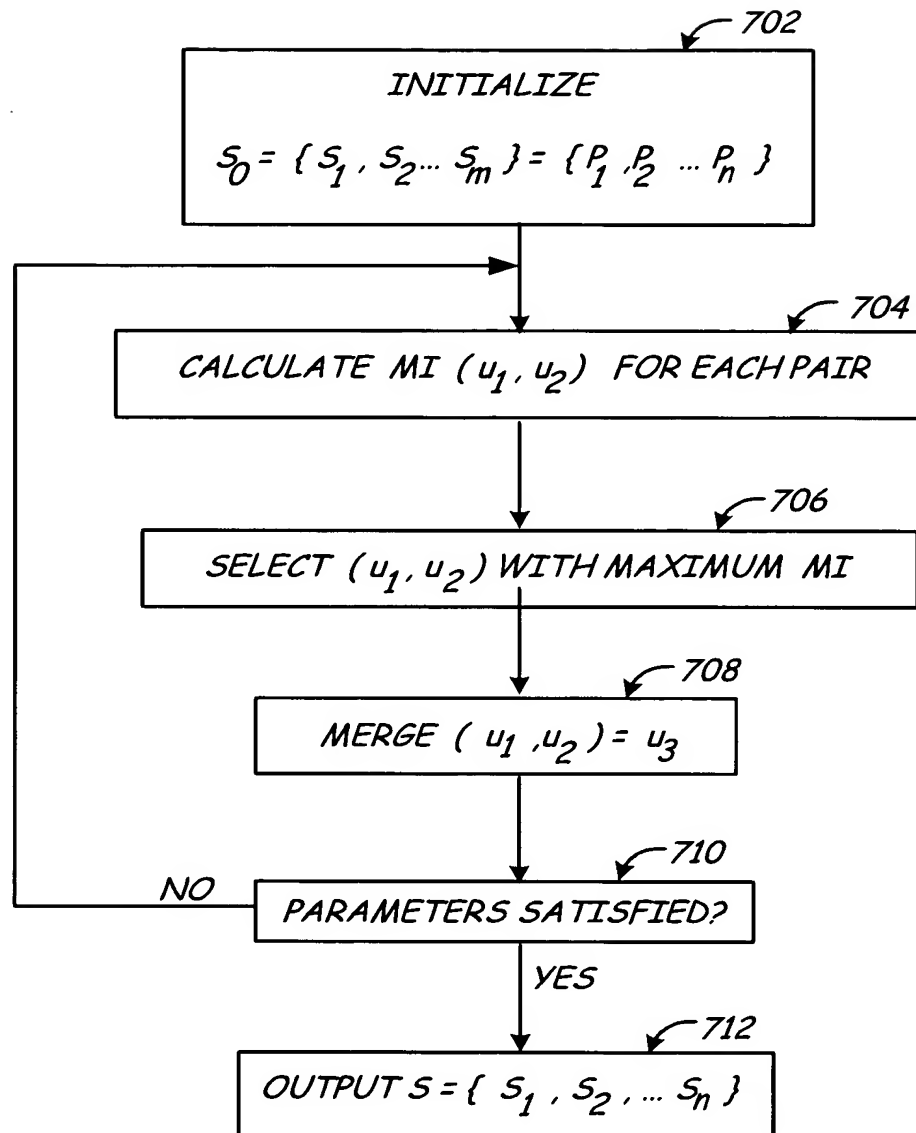 702
INITIALIZE
S₀ = { S₁ , S₂... Sₘ } = { P₁ , P₂ ... Pₙ }
704
CALCULATE MI ( u₁, u₂ ) FOR EACH PAIR
706
SELECT ( u₁, u₂ ) WITH MAXIMUM MI
708
MERGE ( u₁ ,u₂ ) = u₃
710
NO
PARAMETERS SATISFIED?
YES
712
OUTPUT S = { S₁ , S₂ , ... Sₙ }